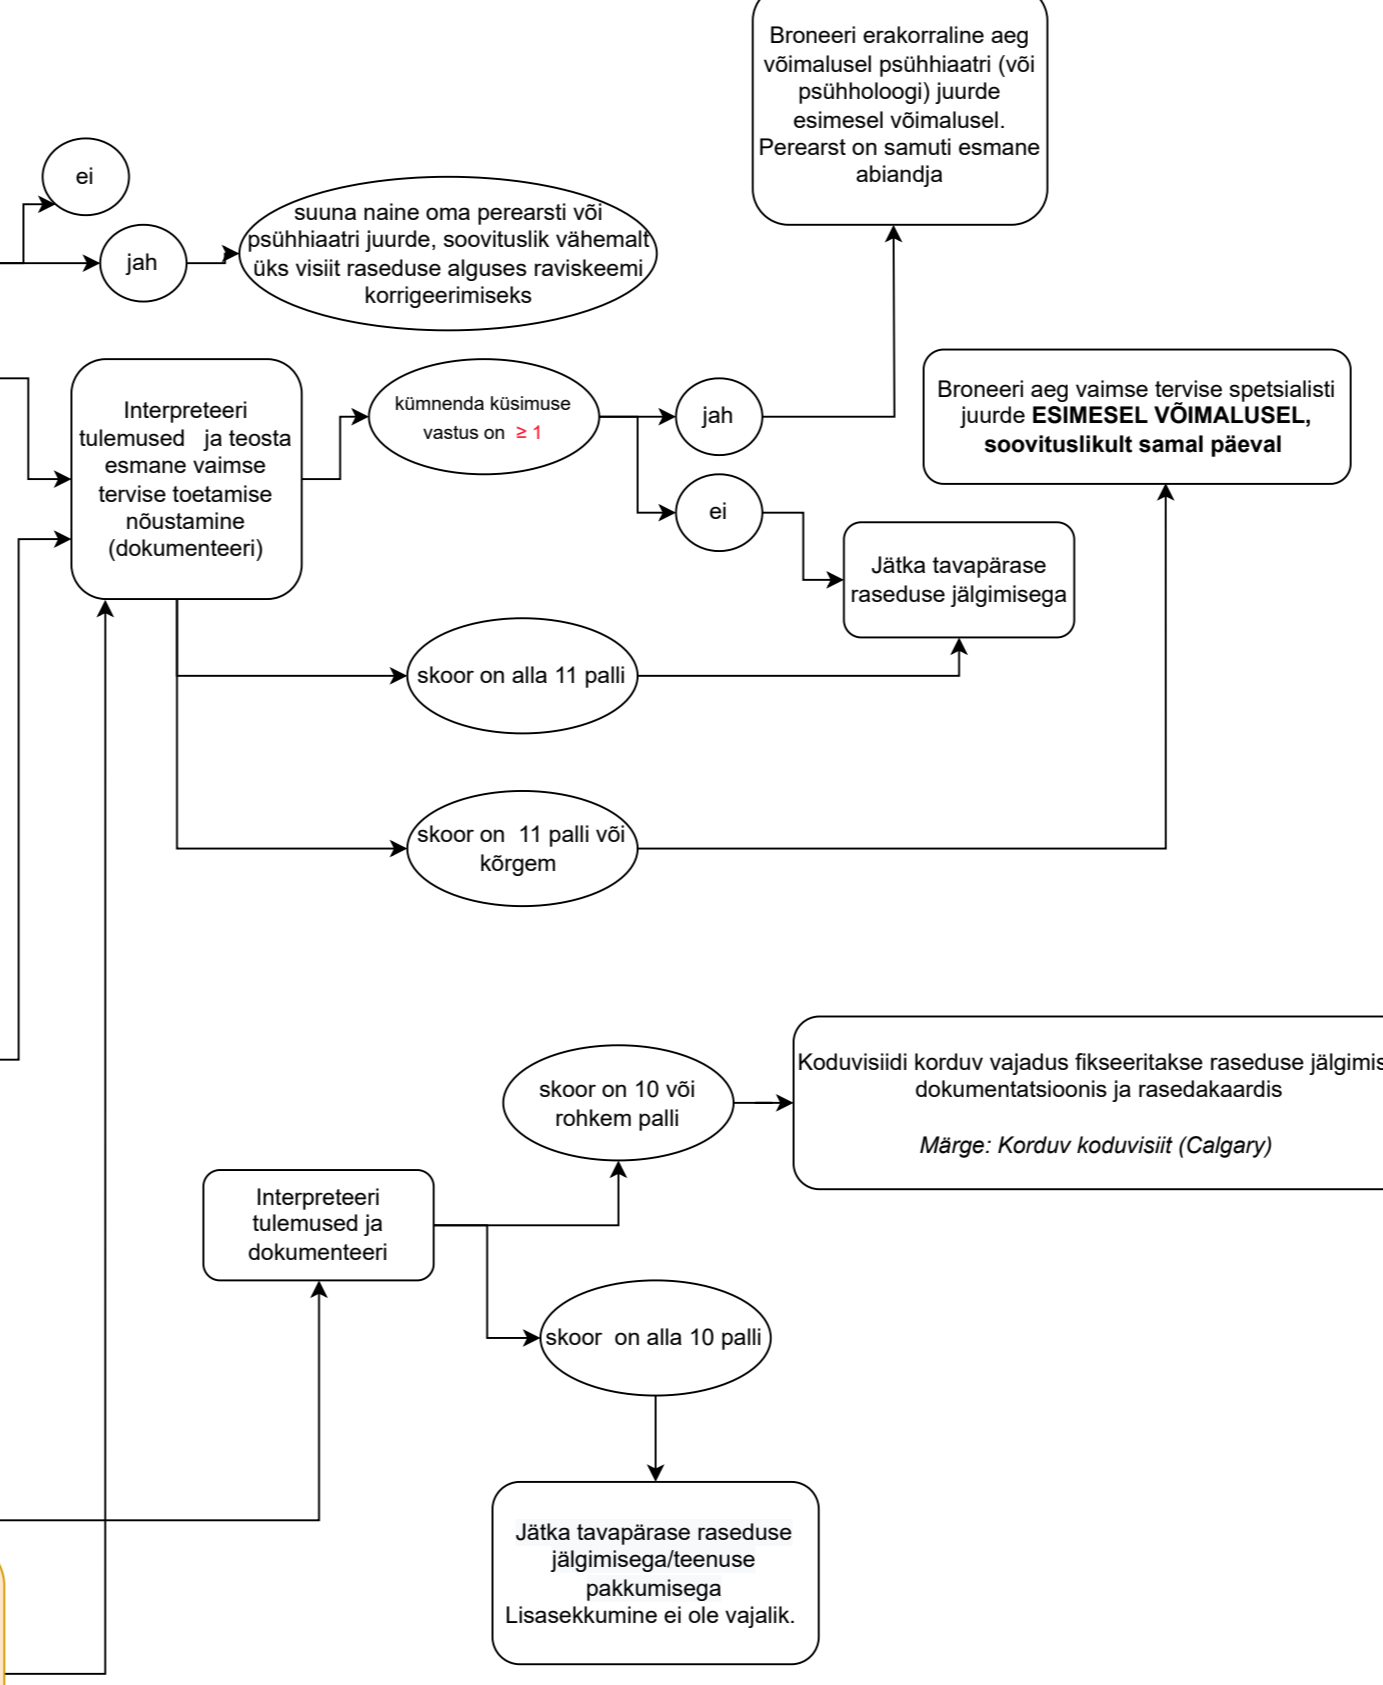 Broneeri erakorraline aeg
võimalusel psühhiaatri (või
psühholoogi) juurde
esimesel võimalusel.
Perearst on samuti esmane
abiandja
ei
jah
suuna naine oma perearsti või
psühhiaatri juurde, soovituslik vähemalt
üks visiit raseduse alguses raviskeemi
korrigeerimiseks
Interpreteeri
tulemused ja teosta
esmane vaimse
tervise toetamise
nõustamine
(dokumenteeri)
kümnenda küsimuse
vastus on ≥ 1
jah
ei
Broneeri aeg vaimse tervise spetsialisti
juurde ESIMESEL VÕIMALUSEL,
soovituslikult samal päeval
Jätka tavapärase
raseduse jälgimisega
skoor on alla 11 palli
skoor on 11 palli või
kõrgem
skoor on 10 või
rohkem palli
Koduvisiidi korduv vajadus fikseeritakse raseduse jälgimis
dokumentatsioonis ja rasedakaardis
Märge: Korduv koduvisiit (Calgary)
Interpreteeri
tulemused ja
dokumenteeri
skoor on alla 10 palli
Jätka tavapärase raseduse
jälgimisega/teenuse
pakkumisega
Lisasekkumine ei ole vajalik.